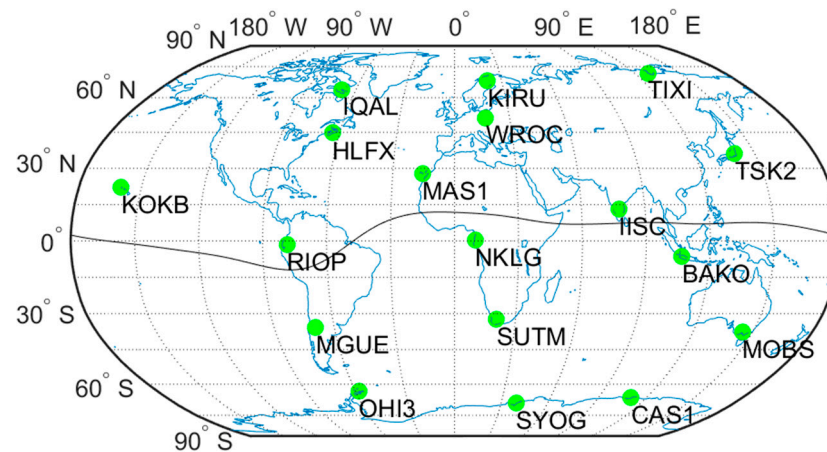 180° W 90° W 0° 90° E 180° E
90° N
60° N
30° N
0°
30° S
60° S
90° S
IQAL
KIRU
TIXI
WROC
HLFX
TSK2
MAS1
KOKB
IISC
RIOP
NKLG
BAKO
MGUE
SUTM
MOBS
OHI3
SYOG
CAS1